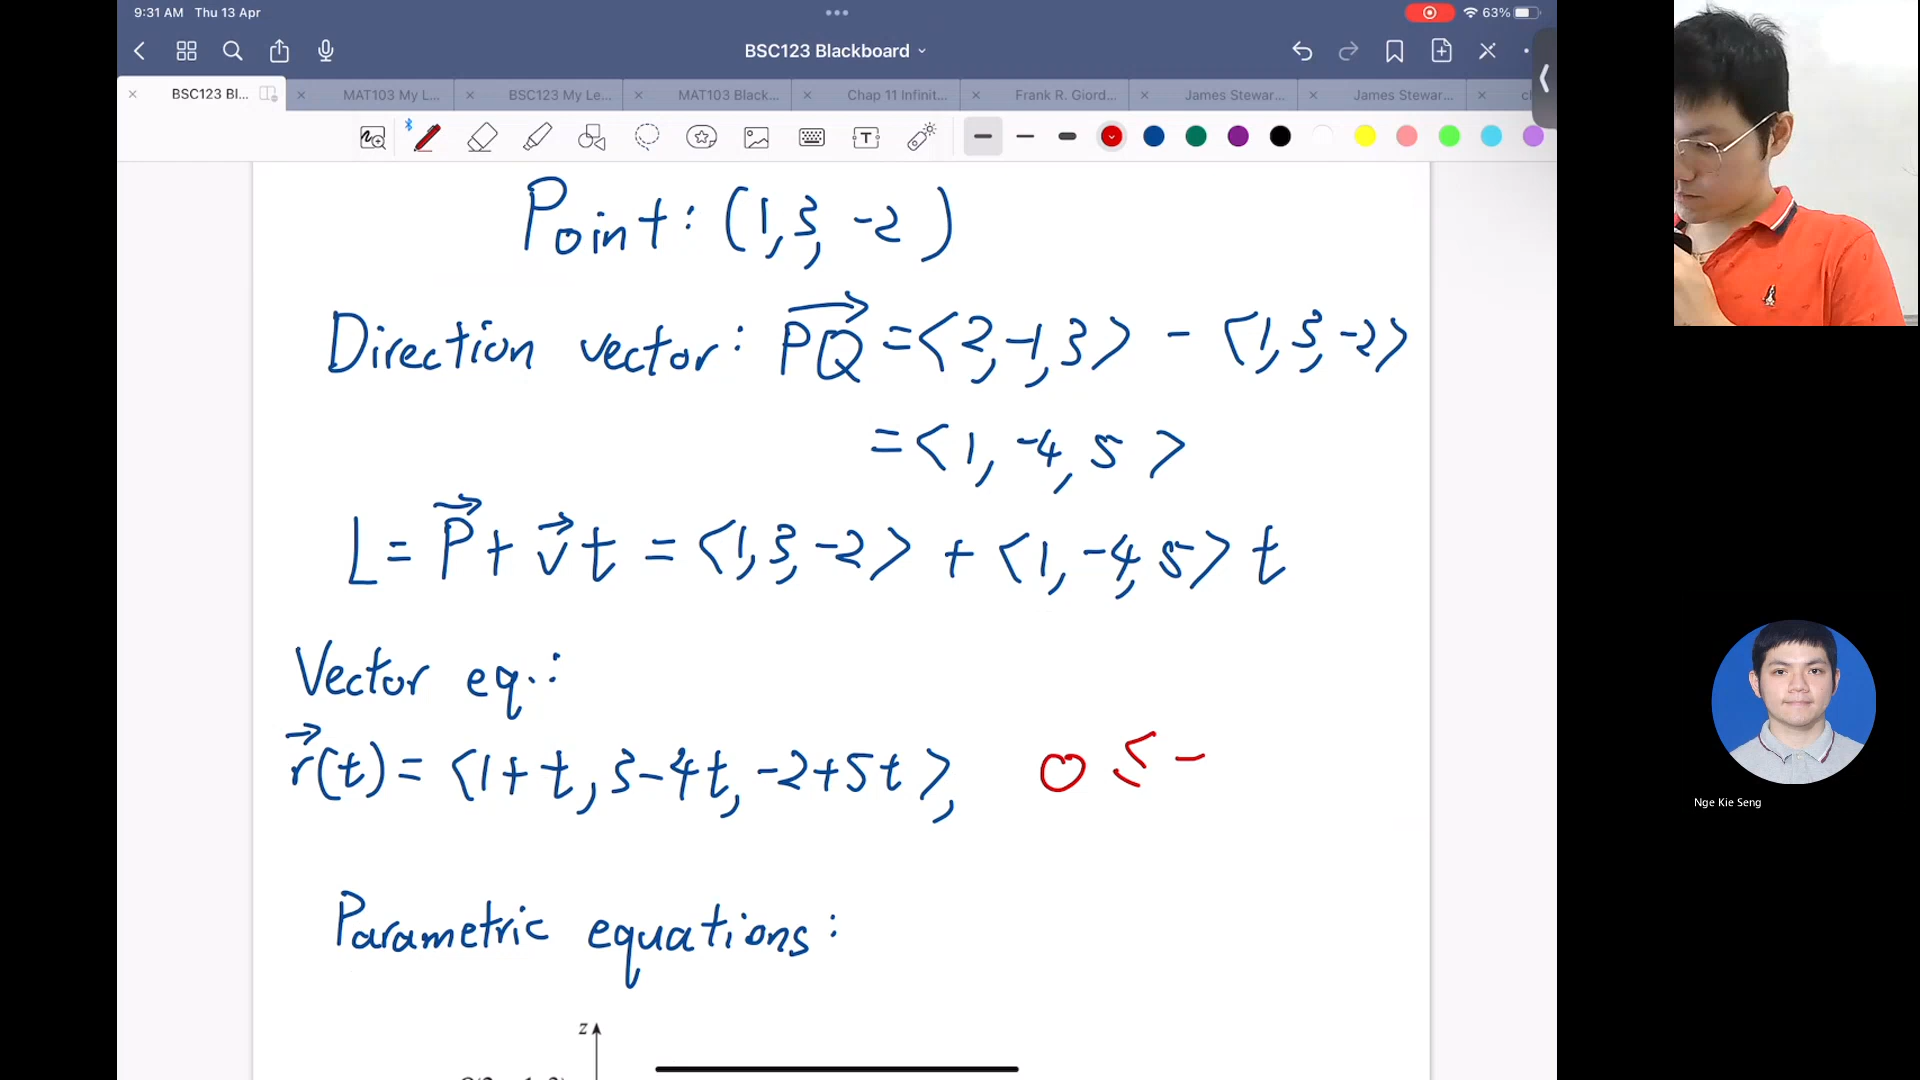 9:31 AM Thu 13 Apr
63%
BSC123 Blackboard
BSC123 Bl...
MAT103 My L...
BSC123 My Le...
MAT103 Black...
Chap 11 Infinit...
Frank R. Giord...
James Stewar...
James Stewar...
Point: (1, 3, -2)
Direction vector: PQ⃗ = <2, -1, 3> - <1, 3, -2>
= <1, -4, 5>
L = P⃗ + v⃗ t = <1, 3, -2> + <1, -4, 5> t
Vector eq.:
r⃗(t) = <1+t, 3-4t, -2+5t>, 0 ≤
Parametric equations:
z
Nge Kie Seng